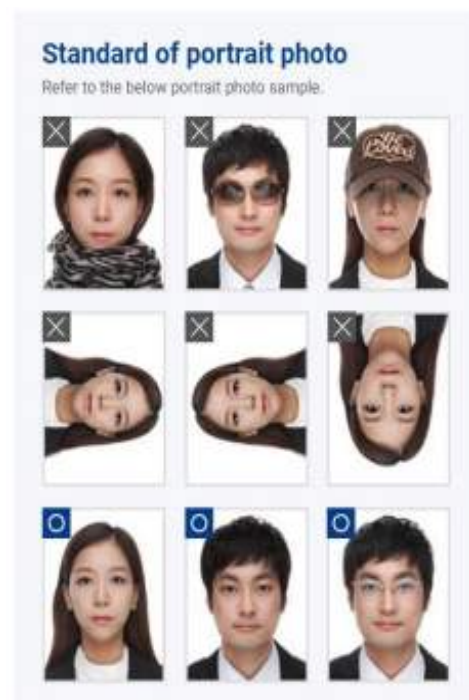 Standard of portrait photo
Refer to the below portrait photo sample.
X X X
X X X
O O O